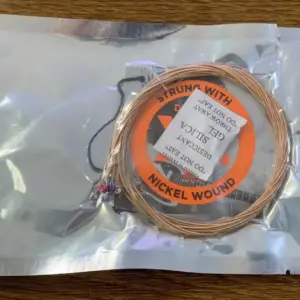 STRUNG WITH
"DO NOT EAT"
THROW AWAY
SILICA
GEL
DESICCANT
"DO NOT EAT"
NICKEL WOUND